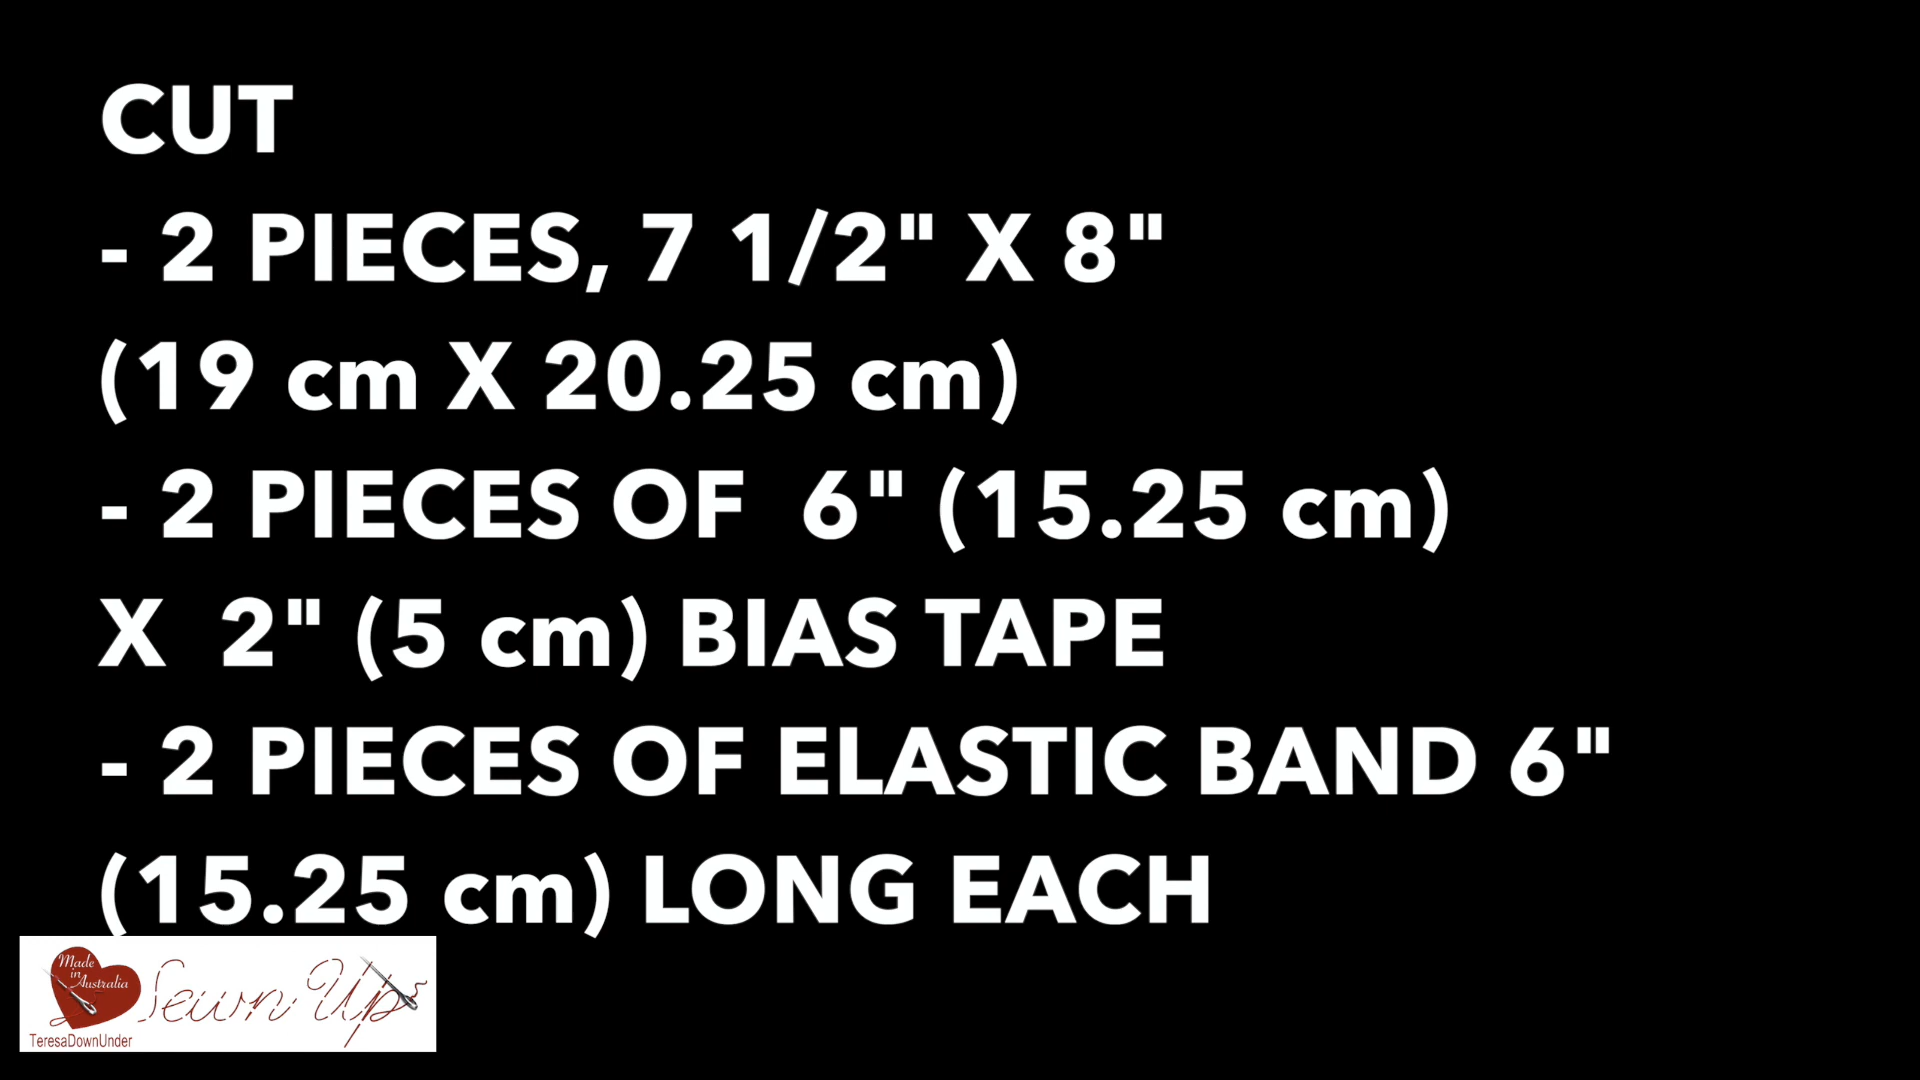 CUT
- 2 PIECES, 7 1/2" X 8"
(19 cm X 20.25 cm)
- 2 PIECES OF  6" (15.25 cm)
X  2" (5 cm) BIAS TAPE
- 2 PIECES OF ELASTIC BAND 6"
(15.25 cm) LONG EACH
Made
in
Australia
Sewn Up
TeresaDownUnder